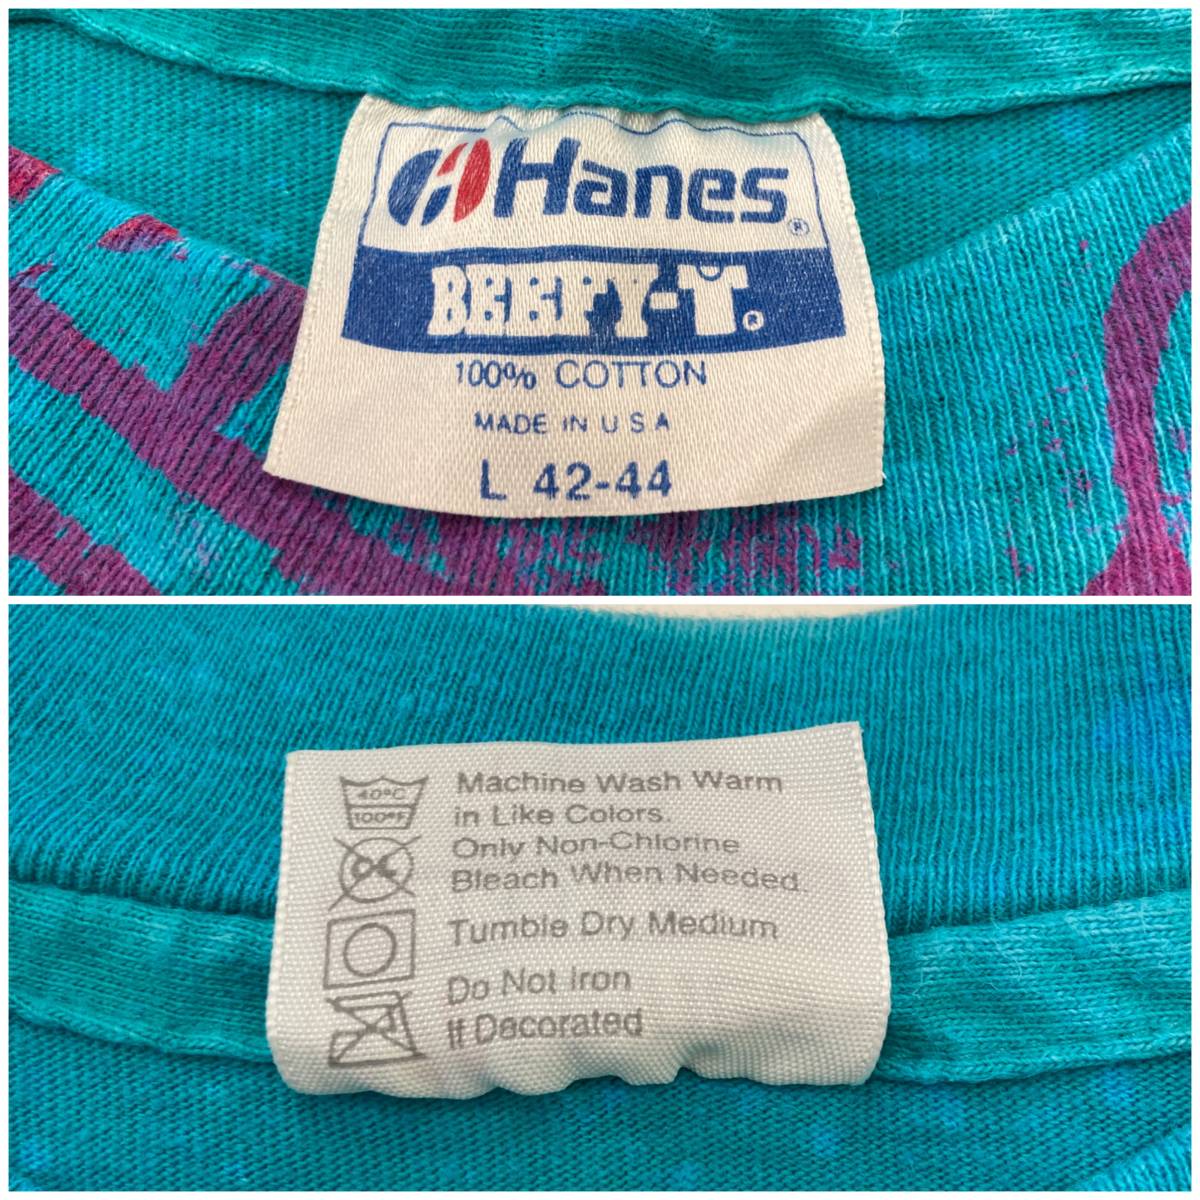 Hanes®
BEEFY-T®
100% COTTON
MADE IN U S A
L 42-44
40°C
100°F
Machine Wash Warm
in Like Colors.
CL
Only Non-Chlorine
Bleach When Needed.
Tumble Dry Medium
Do Not Iron
If Decorated